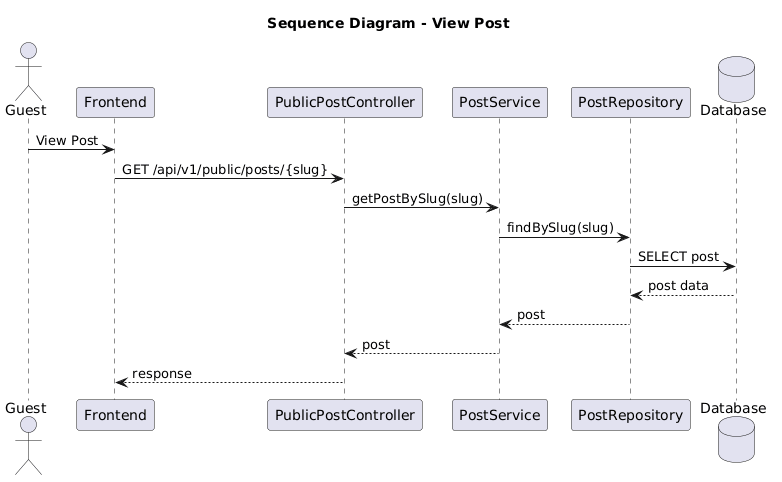 Sequence Diagram - View Post
Guest
Frontend
PublicPostController
PostService
PostRepository
Database
View Post
GET /api/v1/public/posts/{slug}
getPostBySlug(slug)
findBySlug(slug)
SELECT post
post data
post
post
response
Guest
Frontend
PublicPostController
PostService
PostRepository
Database